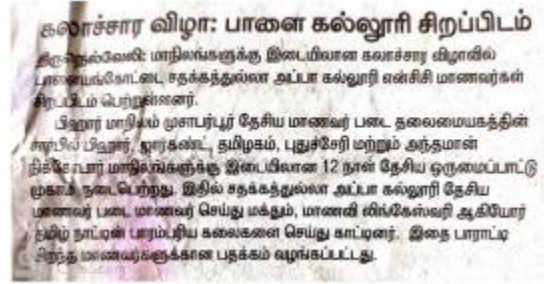 கலாச்சார விழா: பாளை கல்லூரி சிறப்பிடம்
திருநெல்வேலி: மாநிலங்களுக்கு இடையிலான கலாச்சார விழாவில்
பாளையங்கோட்டை சதக்கத்துல்லா அப்பா கல்லூரி என்சிசி மாணவர்கள்
சிறப்பிடம் பெற்றுள்ளனர்.
பிஹார் மாநிலம் முசாபர்பூர் தேசிய மாணவர் படை தலைமையகத்தின்
சார்பில் பிஹார், ஜார்கண்ட், தமிழகம், புதுச்சேரி மற்றும் அந்தமான்
நிக்கோபார் மாநிலங்களுக்கு இடையிலான 12 நாள் தேசிய ஒருமைப்பாட்டு
முகாம் நடைபெற்றது. இதில் சதக்கத்துல்லா அப்பா கல்லூரி தேசிய
மாணவர் படை மாணவர் செய்து மக்தும், மாணவி லிங்கேஸ்வரி ஆகியோர்
தமிழ் நாட்டின் பாரம்பரிய கலைகளை செய்து காட்டினர். இதை பாராட்டி
சிறந்த மாணவர்களுக்கான பதக்கம் வழங்கப்பட்டது.